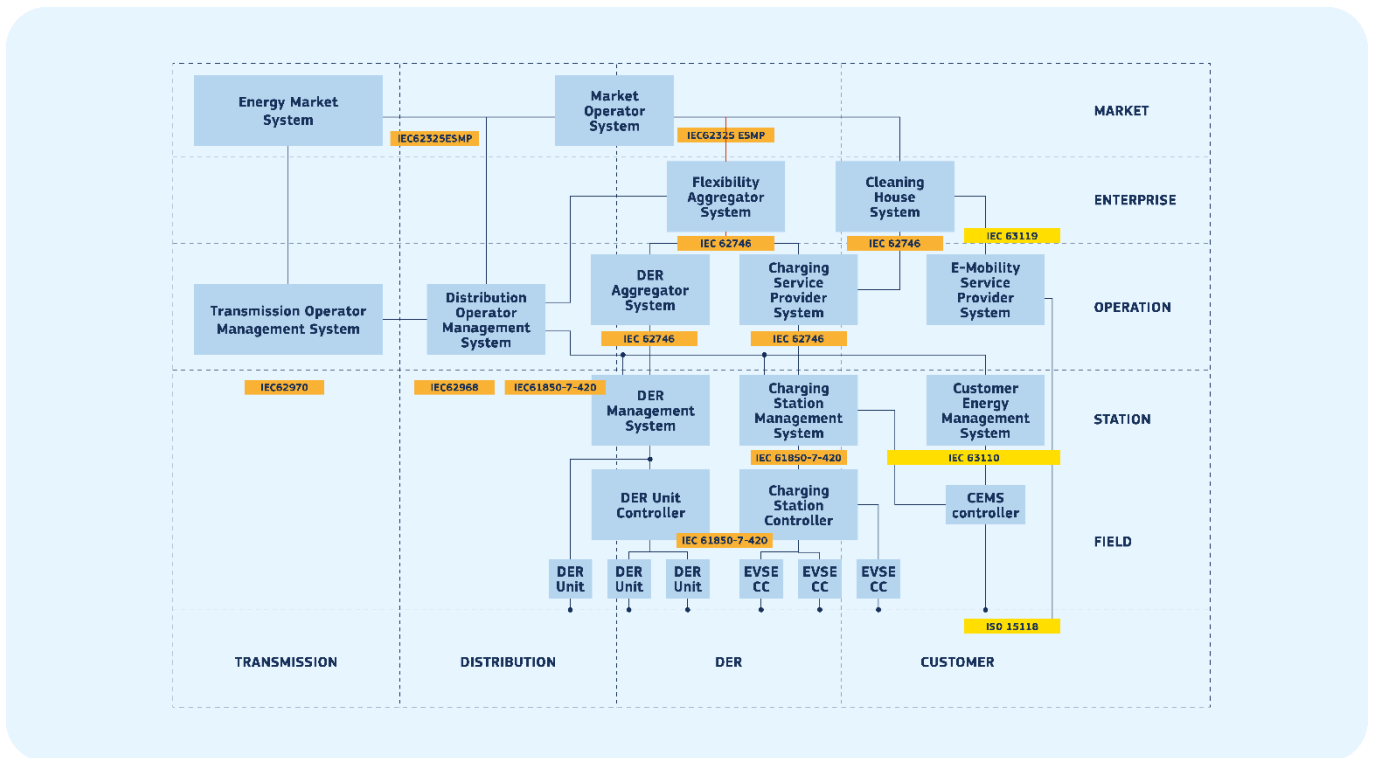 Energy Market
System
Market
Operator
System
MARKET
IEC62325ESMP
IEC62325 ESMP
Flexibility
Aggregator
System
Cleaning
House
System
ENTERPRISE
IEC 62746
IEC 62746
IEC 63119
Transmission Operator
Management System
Distribution
Operator
Management
System
DER
Aggregator
System
Charging
Service
Provider
System
E-Mobility
Service
Provider
System
OPERATION
IEC 62746
IEC 62746
IEC62970
IEC62968
IEC61850-7-420
DER
Management
System
Charging
Station
Management
System
Customer
Energy
Management
System
STATION
IEC 61850-7-420
IEC 63110
DER Unit
Controller
Charging
Station
Controller
CEMS
controller
FIELD
IEC 61850-7-420
DER
Unit
DER
Unit
DER
Unit
EVSE
CC
EVSE
CC
EVSE
CC
ISO 15118
TRANSMISSION
DISTRIBUTION
DER
CUSTOMER